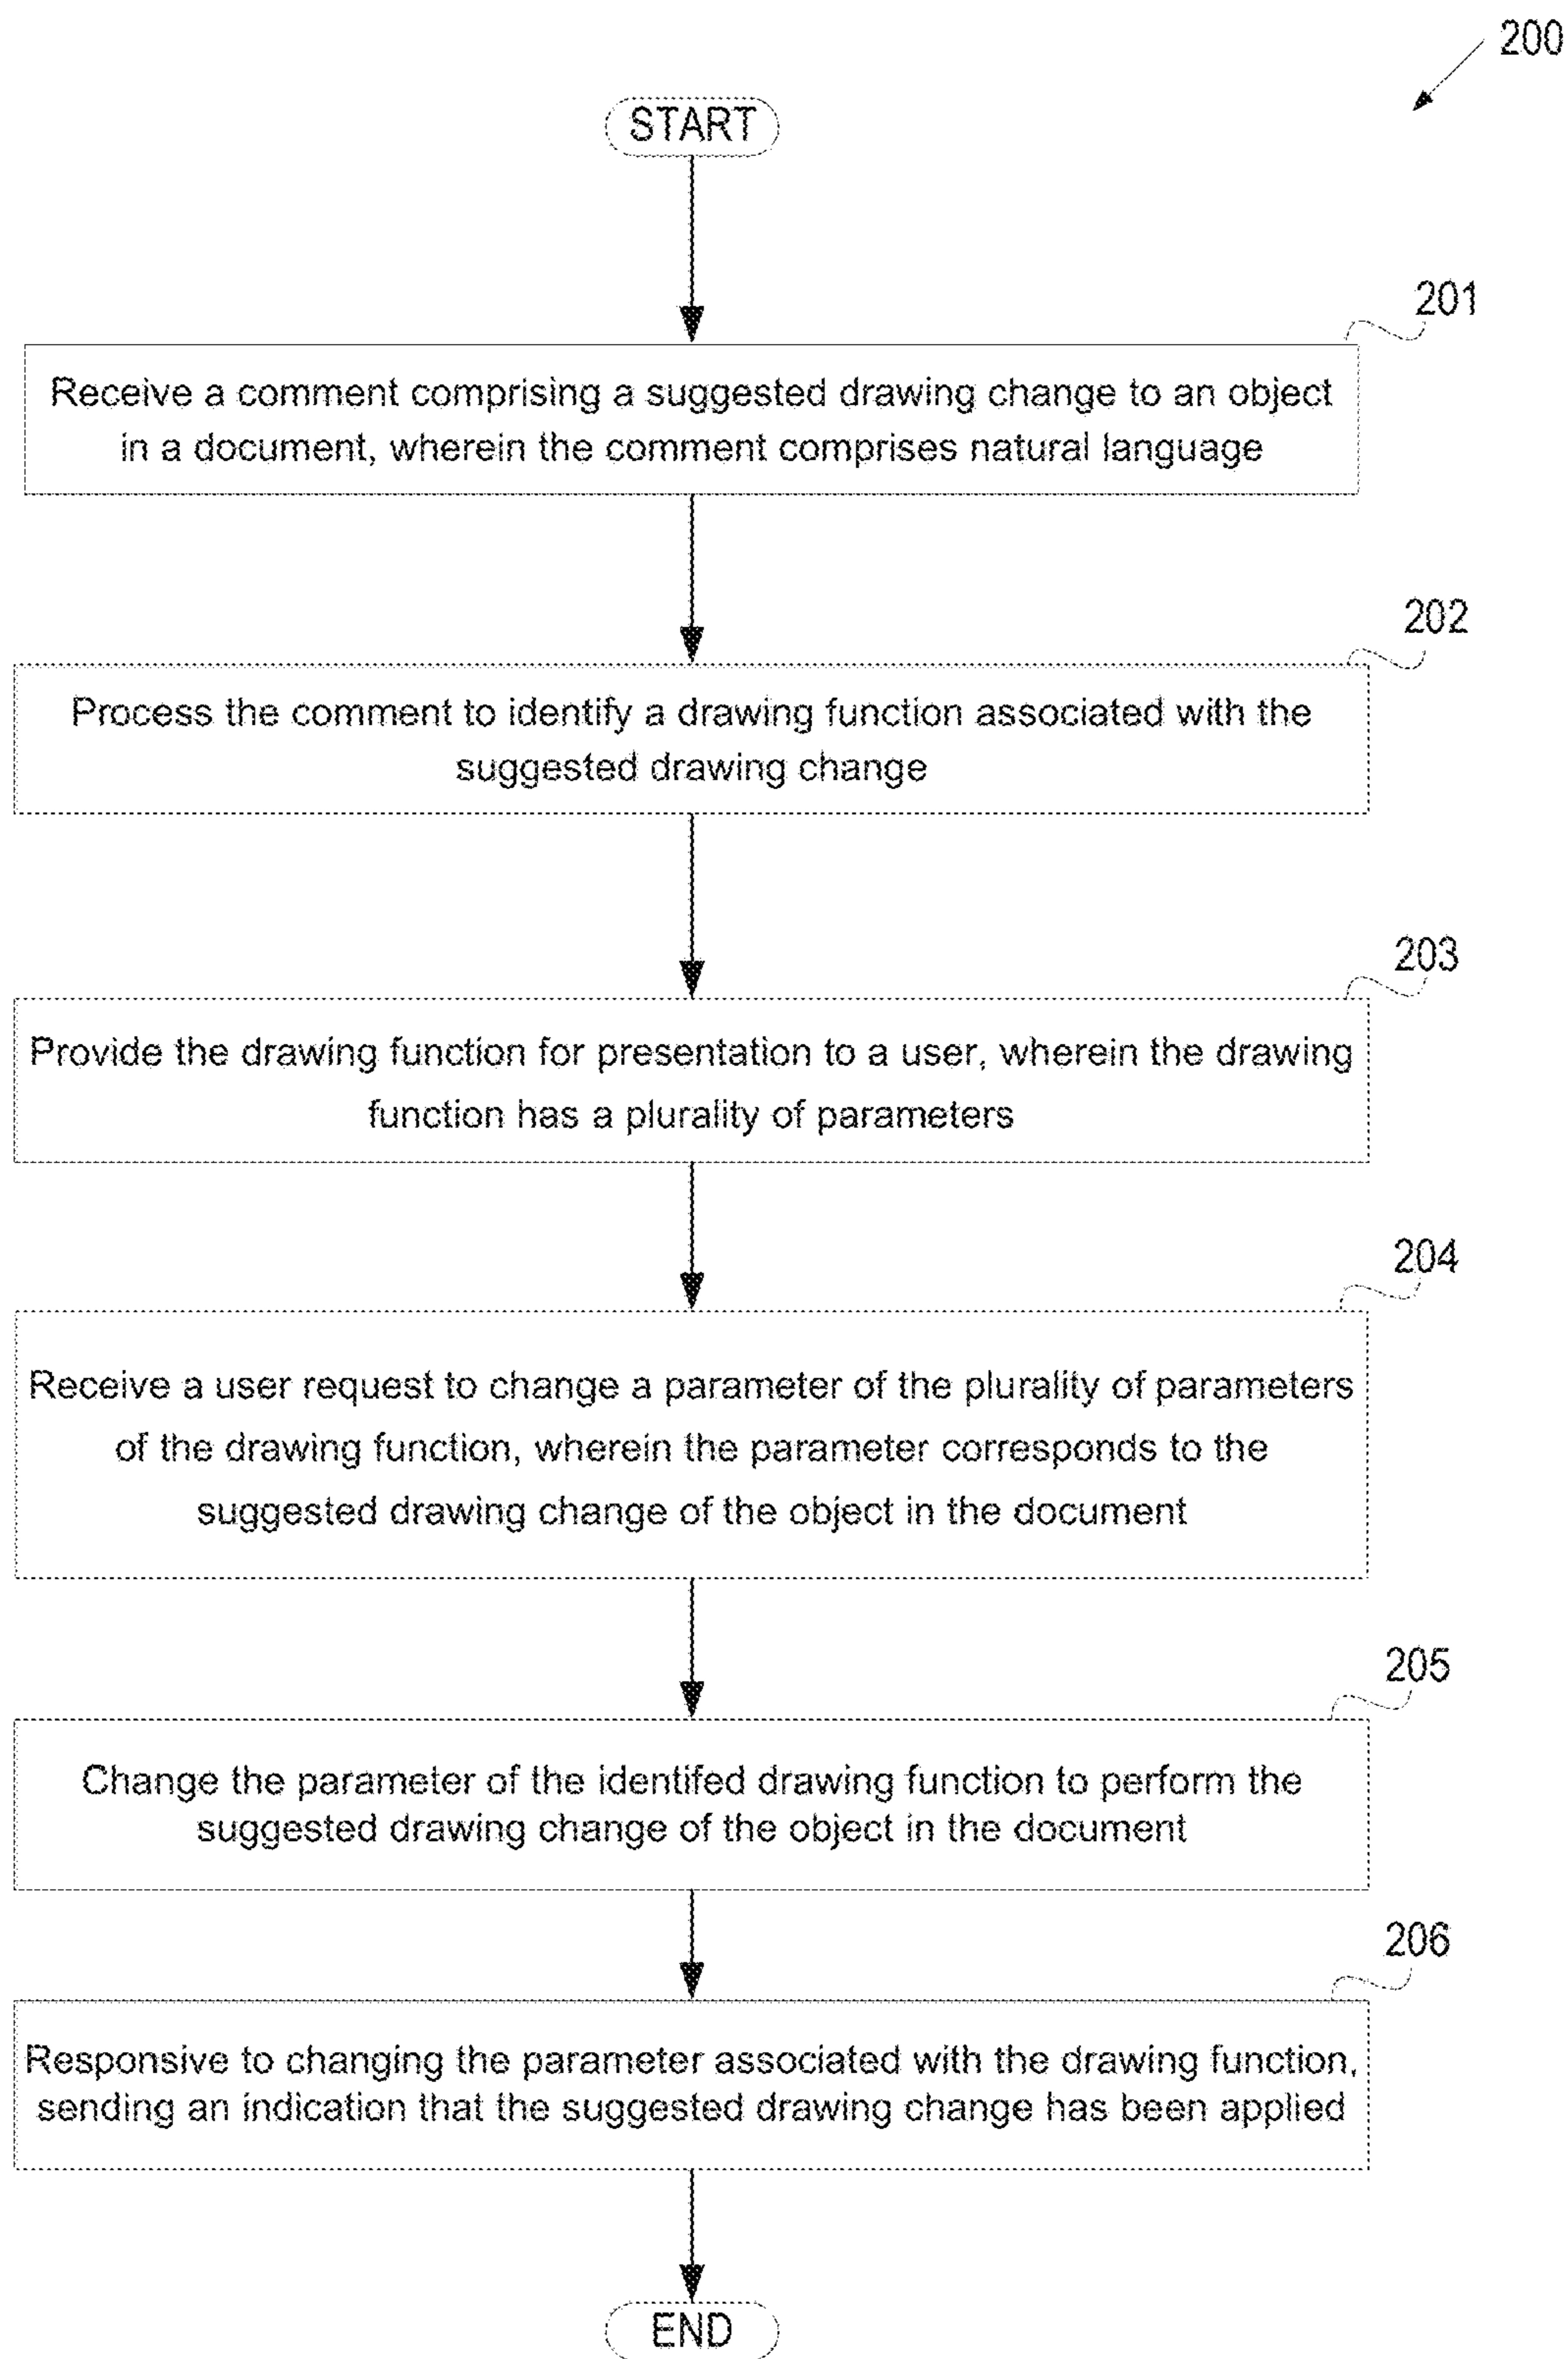 200
START
201
Receive a comment comprising a suggested drawing change to an object
in a document, wherein the comment comprises natural language
202
Process the comment to identify a drawing function associated with the
suggested drawing change
203
Provide the drawing function for presentation to a user, wherein the drawing
function has a plurality of parameters
204
Receive a user request to change a parameter of the plurality of parameters
of the drawing function, wherein the parameter corresponds to the
suggested drawing change of the object in the document
205
Change the parameter of the identifed drawing function to perform the
suggested drawing change of the object in the document
206
Responsive to changing the parameter associated with the drawing function,
sending an indication that the suggested drawing change has been applied
END